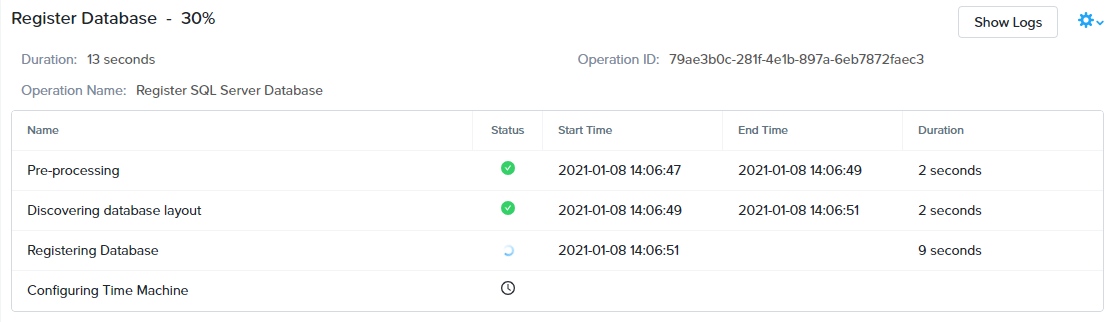 Register Database - 30%
Show Logs
Duration: 13 seconds
Operation ID: 79ae3b0c-281f-4e1b-897a-6eb7872faec3
Operation Name: Register SQL Server Database
Name Status Start Time End Time Duration
Pre-processing 2021-01-08 14:06:47 2021-01-08 14:06:49 2 seconds
Discovering database layout 2021-01-08 14:06:49 2021-01-08 14:06:51 2 seconds
Registering Database 2021-01-08 14:06:51 9 seconds
Configuring Time Machine